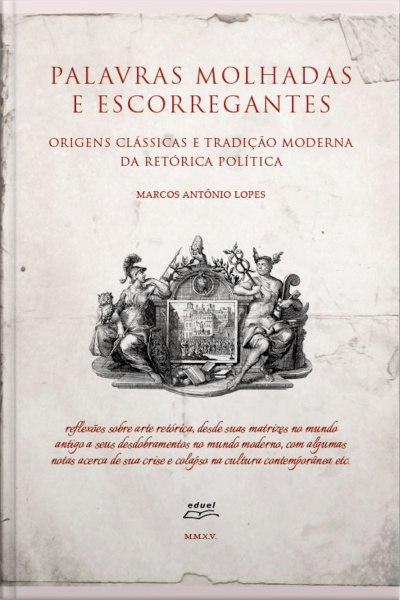 PALAVRAS MOLHADAS
E ESCORREGANTES
ORIGENS CLÁSSICAS E TRADIÇÃO MODERNA
DA RETÓRICA POLÍTICA
MARCOS ANTÔNIO LOPES
reflexões sobre arte retórica, desde suas matrizes no mundo
antigo a seus desdobramentos no mundo moderno, com algumas
notas acerca de sua crise e colapso na cultura contemporânea etc.
eduel
M.M.X.V.